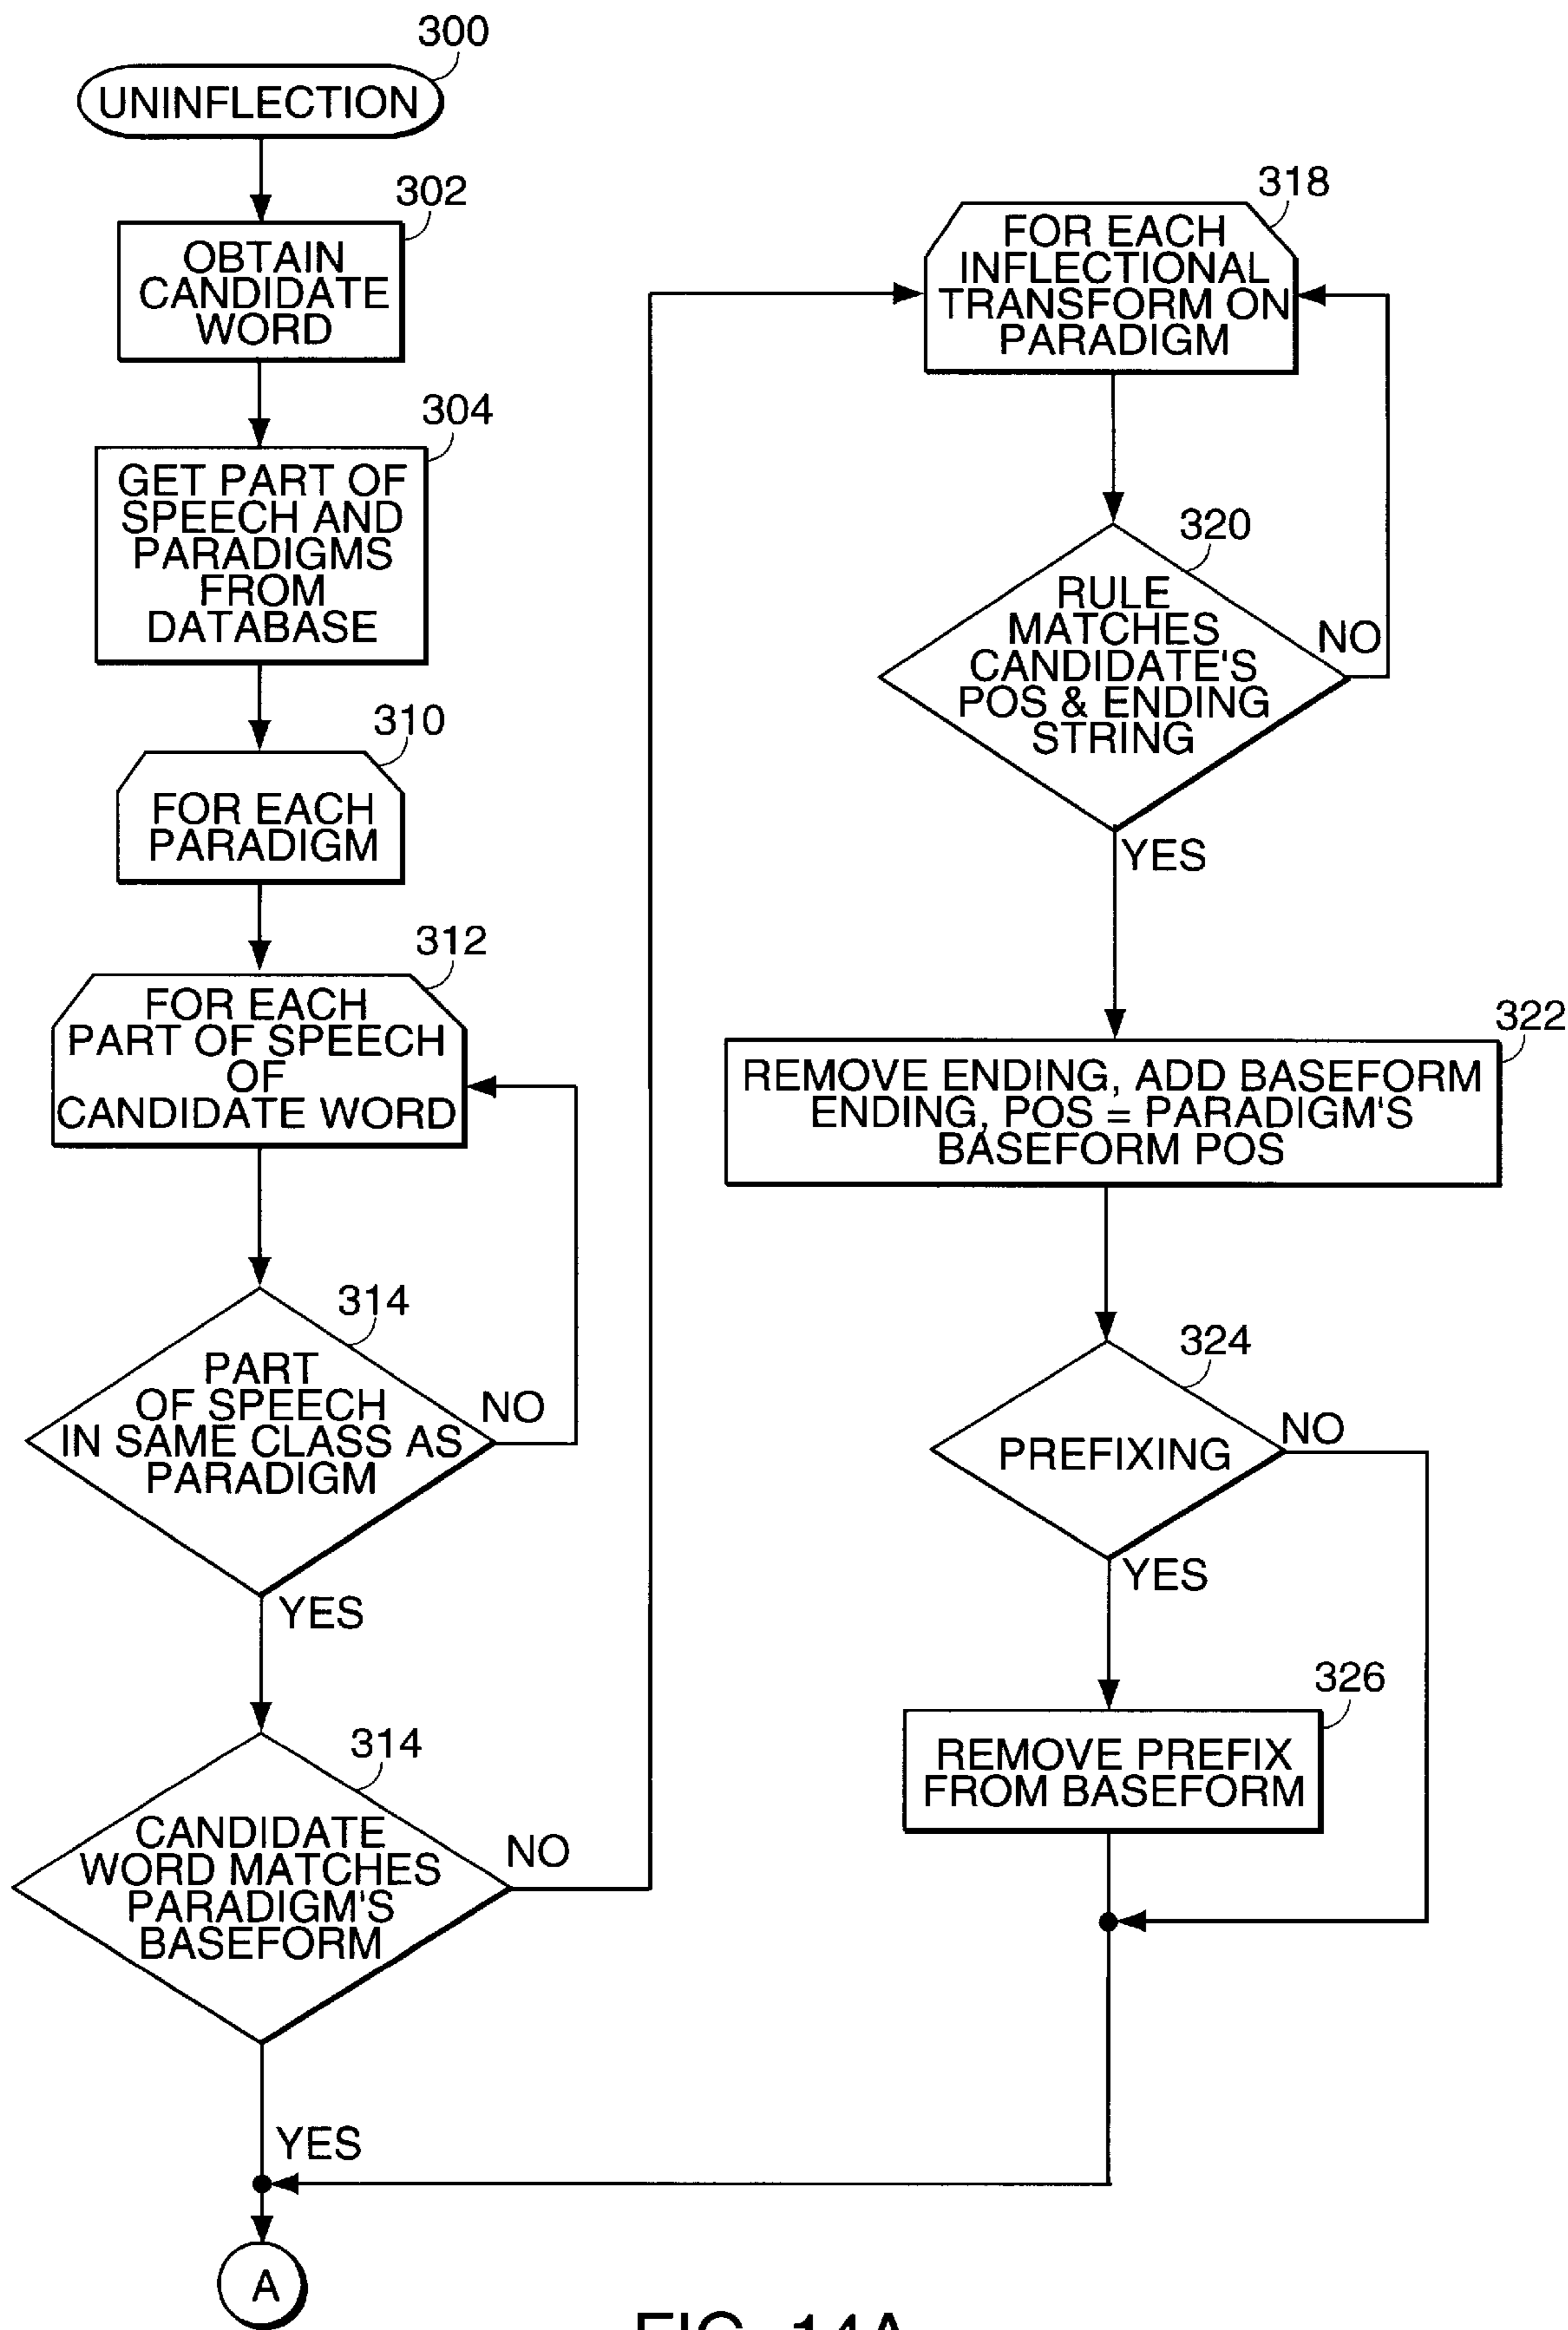 300
UNINFLECTION
302
OBTAIN
CANDIDATE
WORD
304
GET PART OF
SPEECH AND
PARADIGMS
FROM
DATABASE
310
FOR EACH
PARADIGM
312
FOR EACH
PART OF SPEECH
OF
CANDIDATE WORD
314
PART
OF SPEECH
IN SAME CLASS AS
PARADIGM
NO
YES
314
CANDIDATE
WORD MATCHES
PARADIGM'S
BASEFORM
NO
YES
A
318
FOR EACH
INFLECTIONAL
TRANSFORM ON
PARADIGM
320
RULE
MATCHES
CANDIDATE'S
POS & ENDING
STRING
NO
YES
322
REMOVE ENDING, ADD BASEFORM
ENDING, POS = PARADIGM'S
BASEFORM POS
324
PREFIXING
NO
YES
326
REMOVE PREFIX
FROM BASEFORM
FIG. 14A